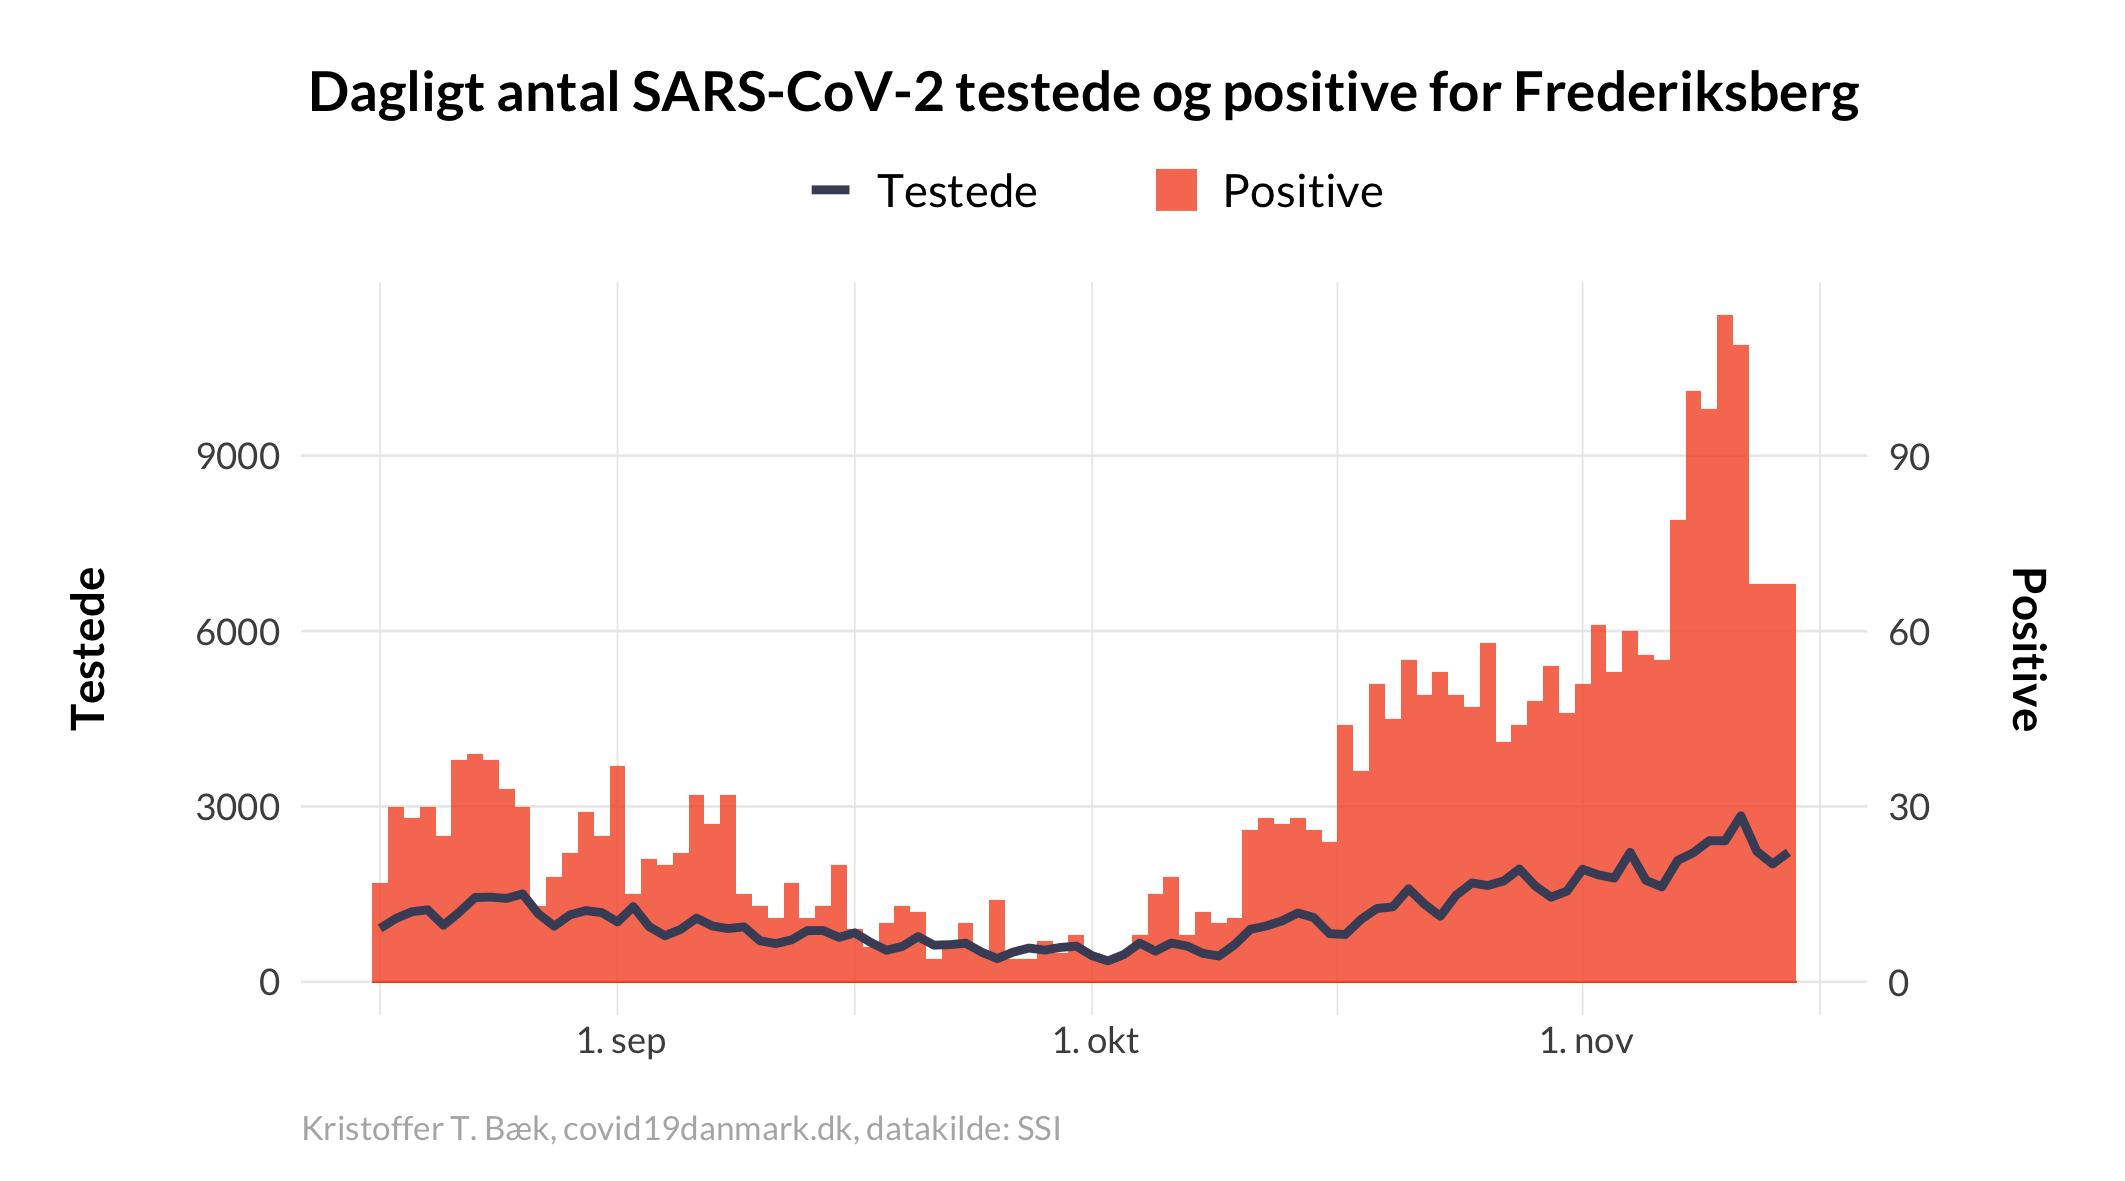 Dagligt antal SARS-CoV-2 testede og positive for Frederiksberg
Testede
Positive
9000
6000
3000
0
90
60
30
0
Testede
Positive
1. sep
1. okt
1. nov
Kristoffer T. Bæk, covid19danmark.dk, datakilde: SSI